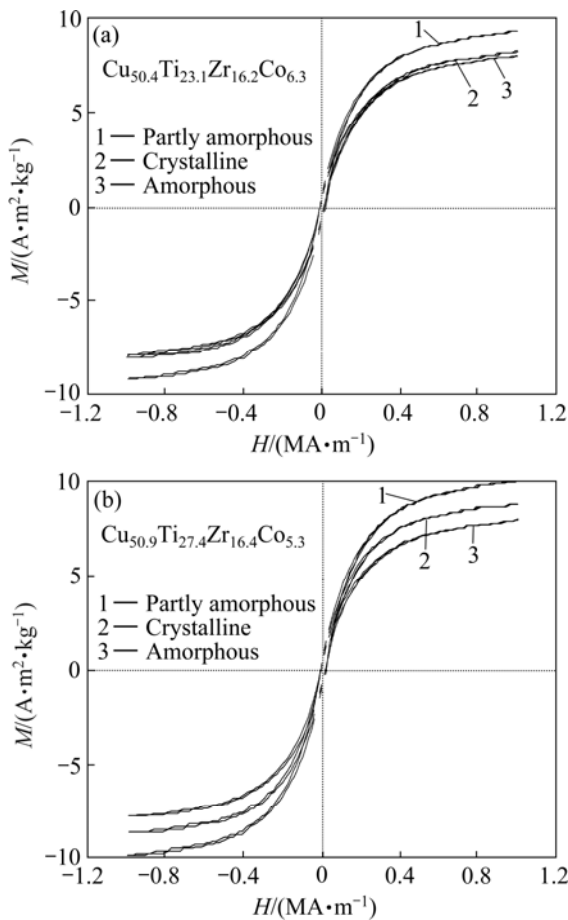 (a)
Cu50.4Ti23.1Zr16.2Co6.3
1 — Partly amorphous
2 — Crystalline
3 — Amorphous
1
2
3
M/(A•m²•kg⁻¹)
10
5
0
−5
−10
−1.2 −0.8 −0.4 0 0.4 0.8 1.2
H/(MA•m⁻¹)
(b)
Cu50.9Ti27.4Zr16.4Co5.3
1 — Partly amorphous
2 — Crystalline
3 — Amorphous
1
2
3
M/(A•m²•kg⁻¹)
10
5
0
−5
−10
−1.2 −0.8 −0.4 0 0.4 0.8 1.2
H/(MA•m⁻¹)